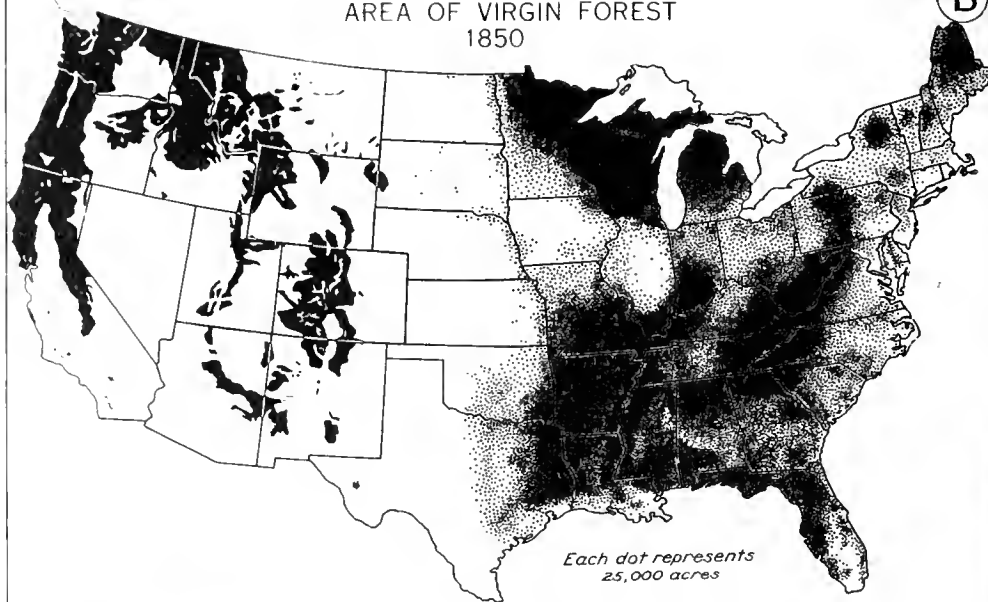 AREA OF VIRGIN FOREST
1850
B
Each dot represents
25,000 acres